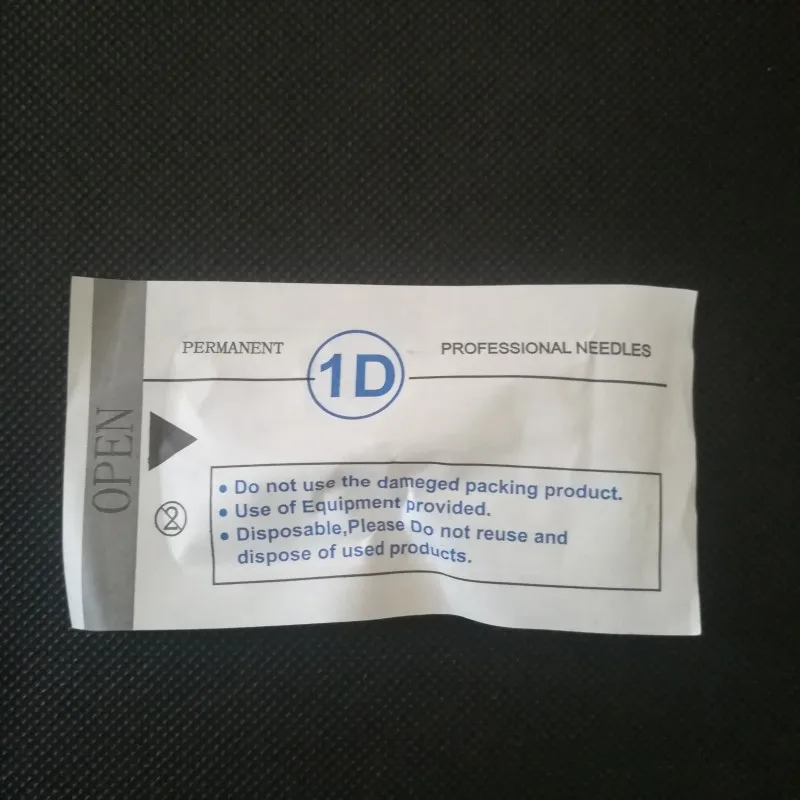 PERMANENT
1D
PROFESSIONAL NEEDLES
OPEN
2
• Do not use the dameged packing product.
• Use of Equipment provided.
• Disposable,Please Do not reuse and
dispose of used products.